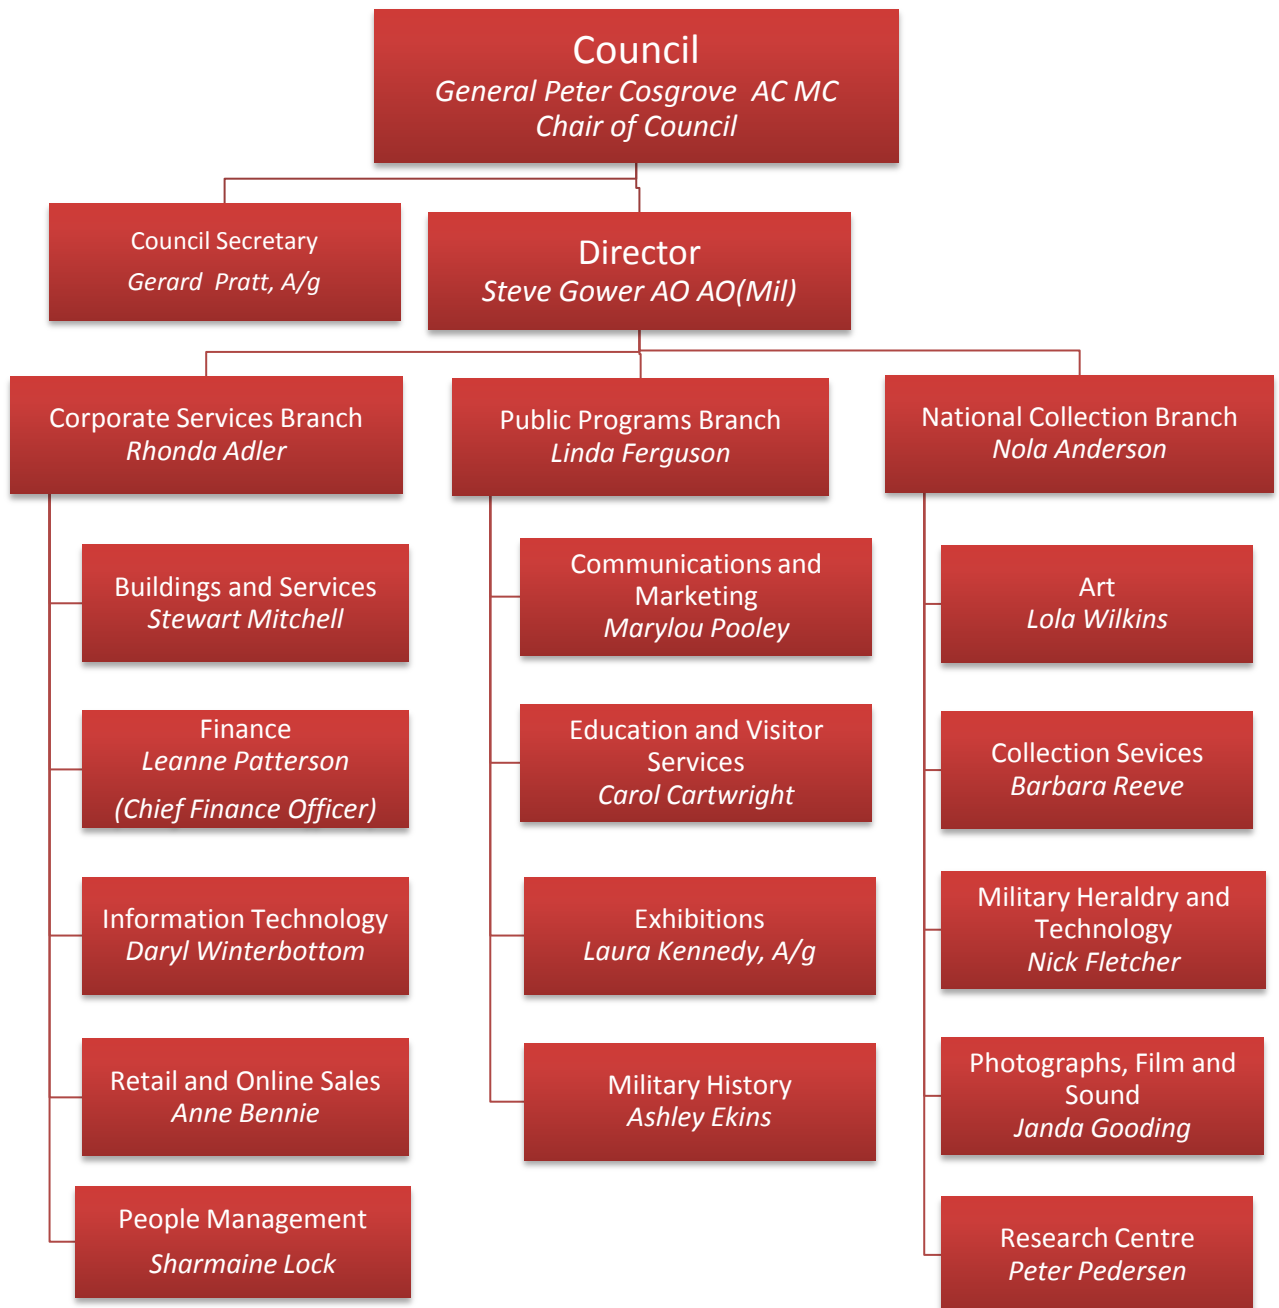 Council
General Peter Cosgrove AC MC
Chair of Council
Council Secretary
Gerard Pratt, A/g
Director
Steve Gower AO AO(Mil)
Corporate Services Branch
Rhonda Adler
Public Programs Branch
Linda Ferguson
National Collection Branch
Nola Anderson
Buildings and Services
Stewart Mitchell
Finance
Leanne Patterson
(Chief Finance Officer)
Information Technology
Daryl Winterbottom
Retail and Online Sales
Anne Bennie
People Management
Sharmaine Lock
Communications and
Marketing
Marylou Pooley
Education and Visitor
Services
Carol Cartwright
Exhibitions
Laura Kennedy, A/g
Military History
Ashley Ekins
Art
Lola Wilkins
Collection Sevices
Barbara Reeve
Military Heraldry and
Technology
Nick Fletcher
Photographs, Film and
Sound
Janda Gooding
Research Centre
Peter Pedersen